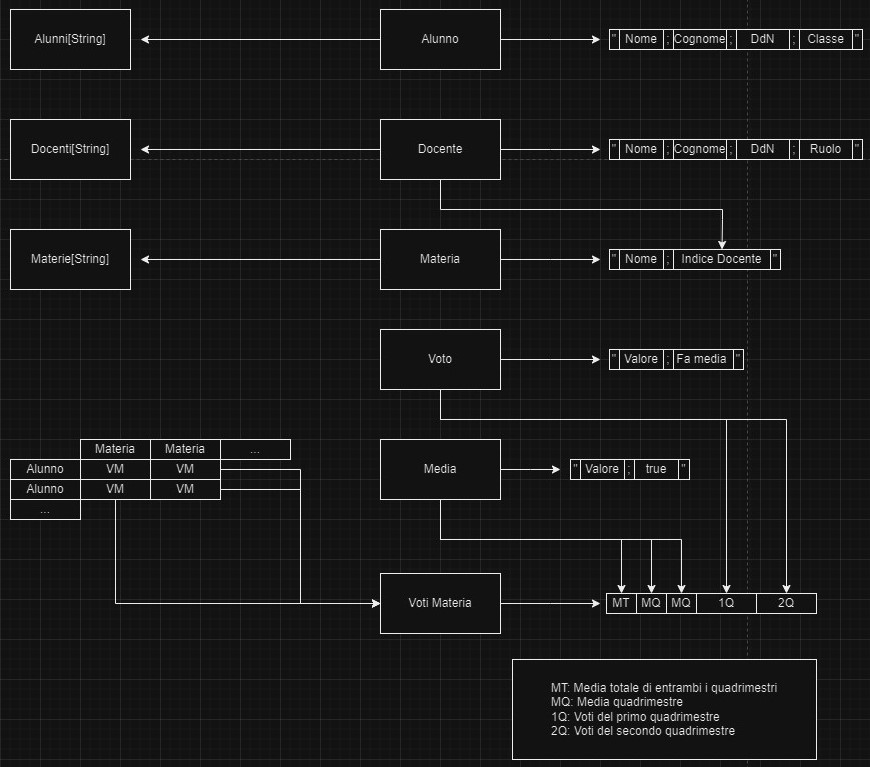 Alunni[String] Alunno " Nome ; Cognome ; DdN ; Classe "
Docenti[String] Docente " Nome ; Cognome ; DdN ; Ruolo "
Materie[String] Materia " Nome ; Indice Docente "
Voto " Valore ; Fa media "
Materia Materia ...
Alunno VM VM
Alunno VM VM
...
Media " Valore ; true "
Voti Materia MT MQ MQ 1Q 2Q
MT: Media totale di entrambi i quadrimestri
MQ: Media quadrimestre
1Q: Voti del primo quadrimestre
2Q: Voti del secondo quadrimestre